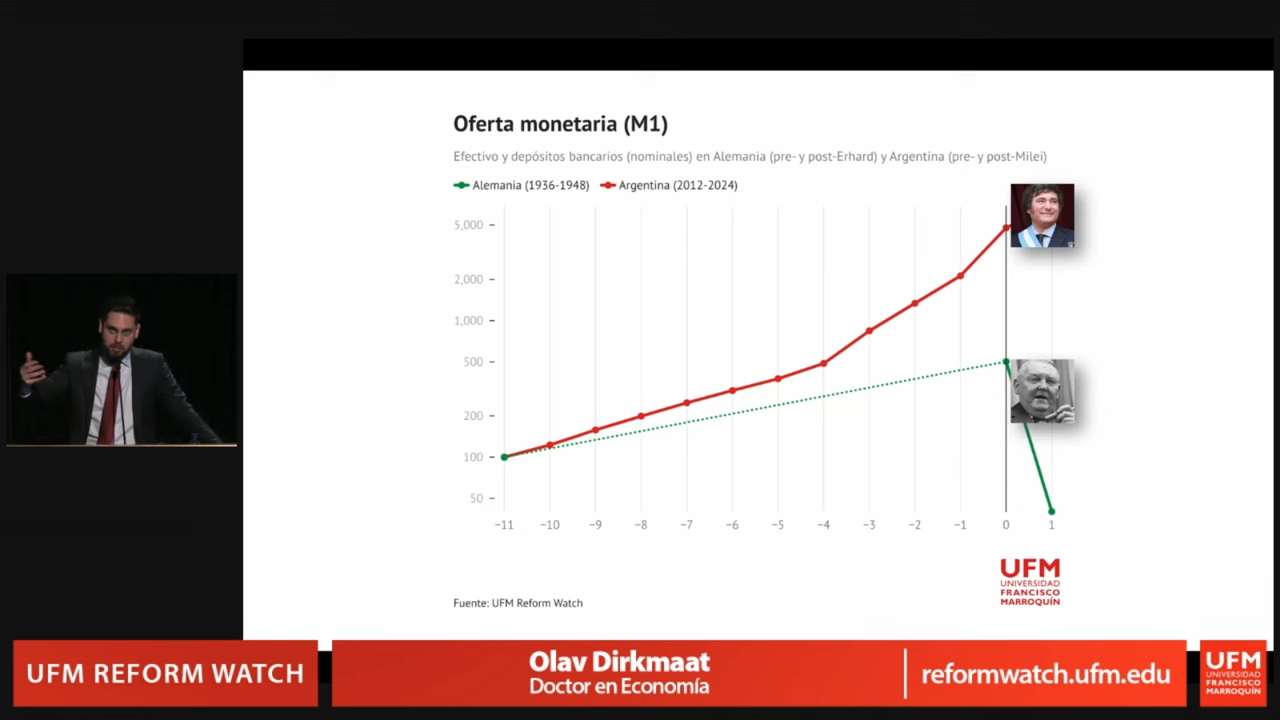 Oferta monetaria (M1)
Efectivo y depósitos bancarios (nominales) en Alemania (pre- y post-Erhard) y Argentina (pre- y post-Milei)
Alemania (1936-1948) Argentina (2012-2024)
5,000
2,000
1,000
500
200
100
50
−11 −10 −9 −8 −7 −6 −5 −4 −3 −2 −1 0 1
UFM
UNIVERSIDAD
FRANCISCO
MARROQUÍN
Fuente: UFM Reform Watch
UFM REFORM WATCH
Olav Dirkmaat
Doctor en Economía
reformwatch.ufm.edu
UFM
UNIVERSIDAD
FRANCISCO
MARROQUÍN